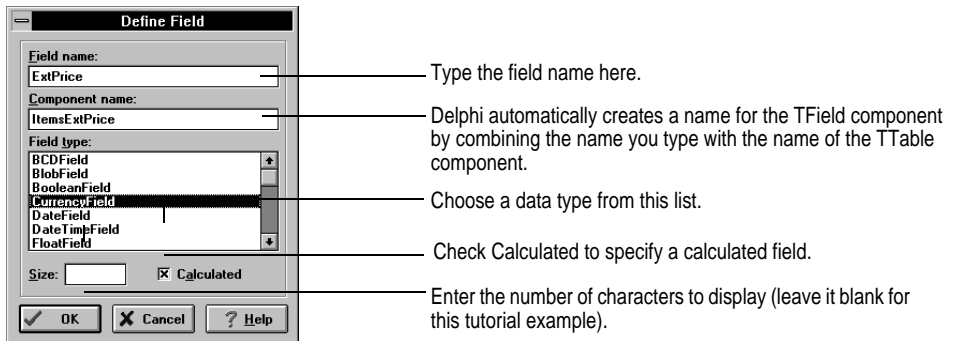 Define Field
Field name:
ExtPrice
Type the field name here.
Component name:
ItemsExtPrice
Delphi automatically creates a name for the TField component
by combining the name you type with the name of the TTable
component.
Field type:
BCDField
BlobField
BooleanField
CurrencyField
DateField
DateTimeField
FloatField
Choose a data type from this list.
Check Calculated to specify a calculated field.
Size:
Calculated
Enter the number of characters to display (leave it blank for
this tutorial example).
OK
Cancel
? Help